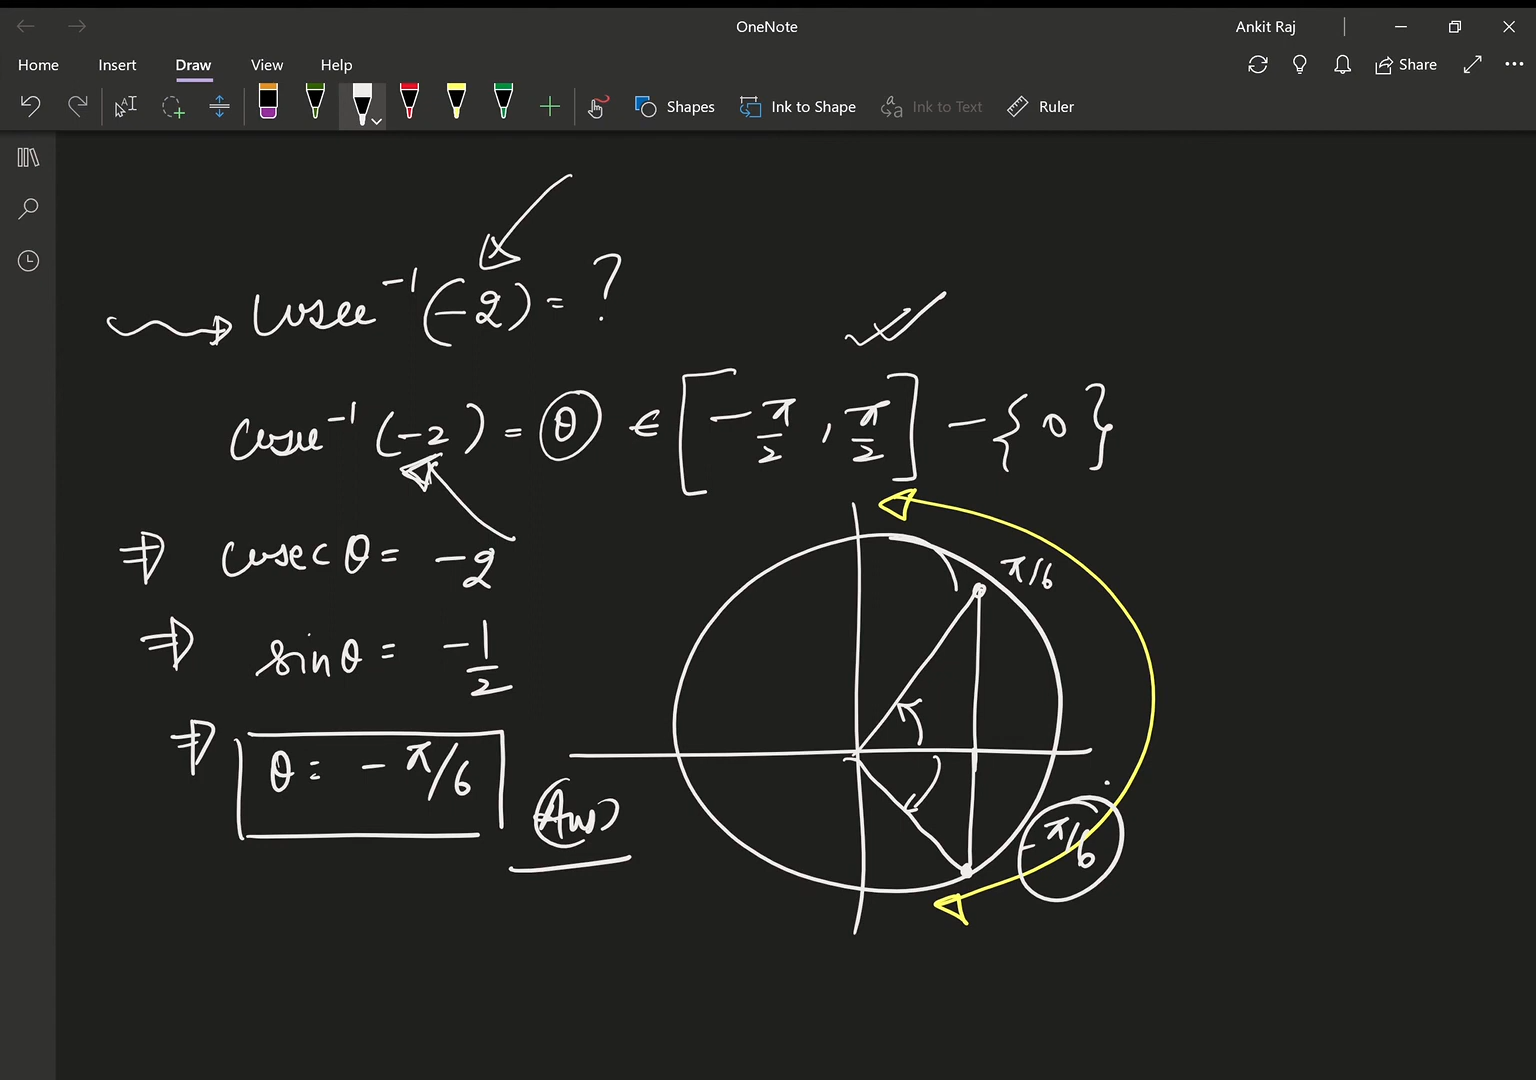 OneNote
Ankit Raj
Home Insert Draw View Help
Share
Shapes Ink to Shape Ink to Text Ruler
cosec⁻¹(-2) = ?
cosec⁻¹(-2) = θ ∈ [-π/2, π/2] - {0}
⇒ cosec θ = -2
⇒ sin θ = -1/2
⇒ θ = -π/6
(Ans)
π/6
-π/6